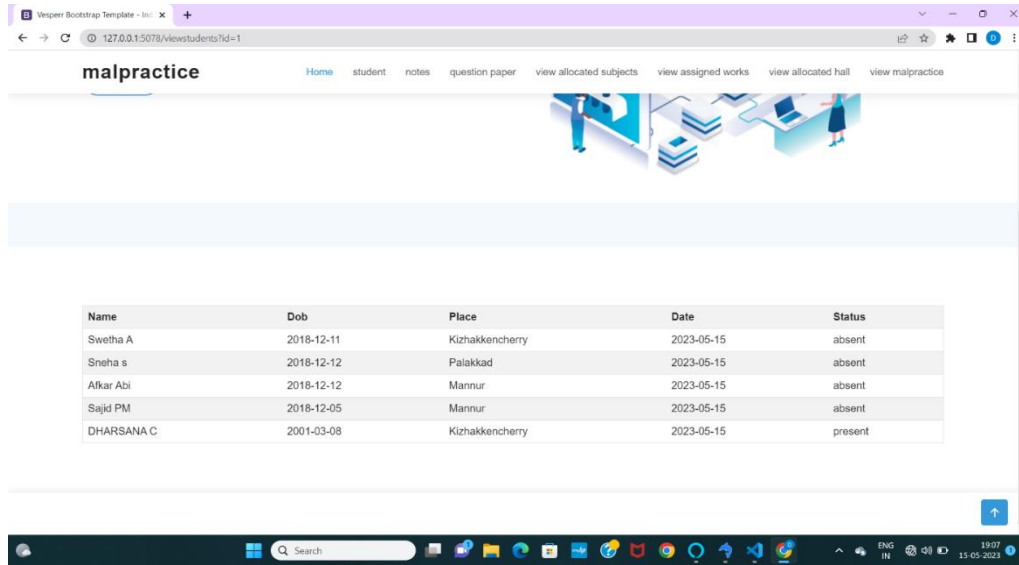 Vesperr Bootstrap Template - Ind
127.0.0.1:5078/viewstudents?id=1
D
malpractice Home student notes question paper view allocated subjects view assigned works view allocated hall view malpractice
Name Dob Place Date Status
Swetha A 2018-12-11 Kizhakkencherry 2023-05-15 absent
Sneha s 2018-12-12 Palakkad 2023-05-15 absent
Afkar Abi 2018-12-12 Mannur 2023-05-15 absent
Sajid PM 2018-12-05 Mannur 2023-05-15 absent
DHARSANA C 2001-03-08 Kizhakkencherry 2023-05-15 present
Search
ENG
IN
19:07
15-05-2023